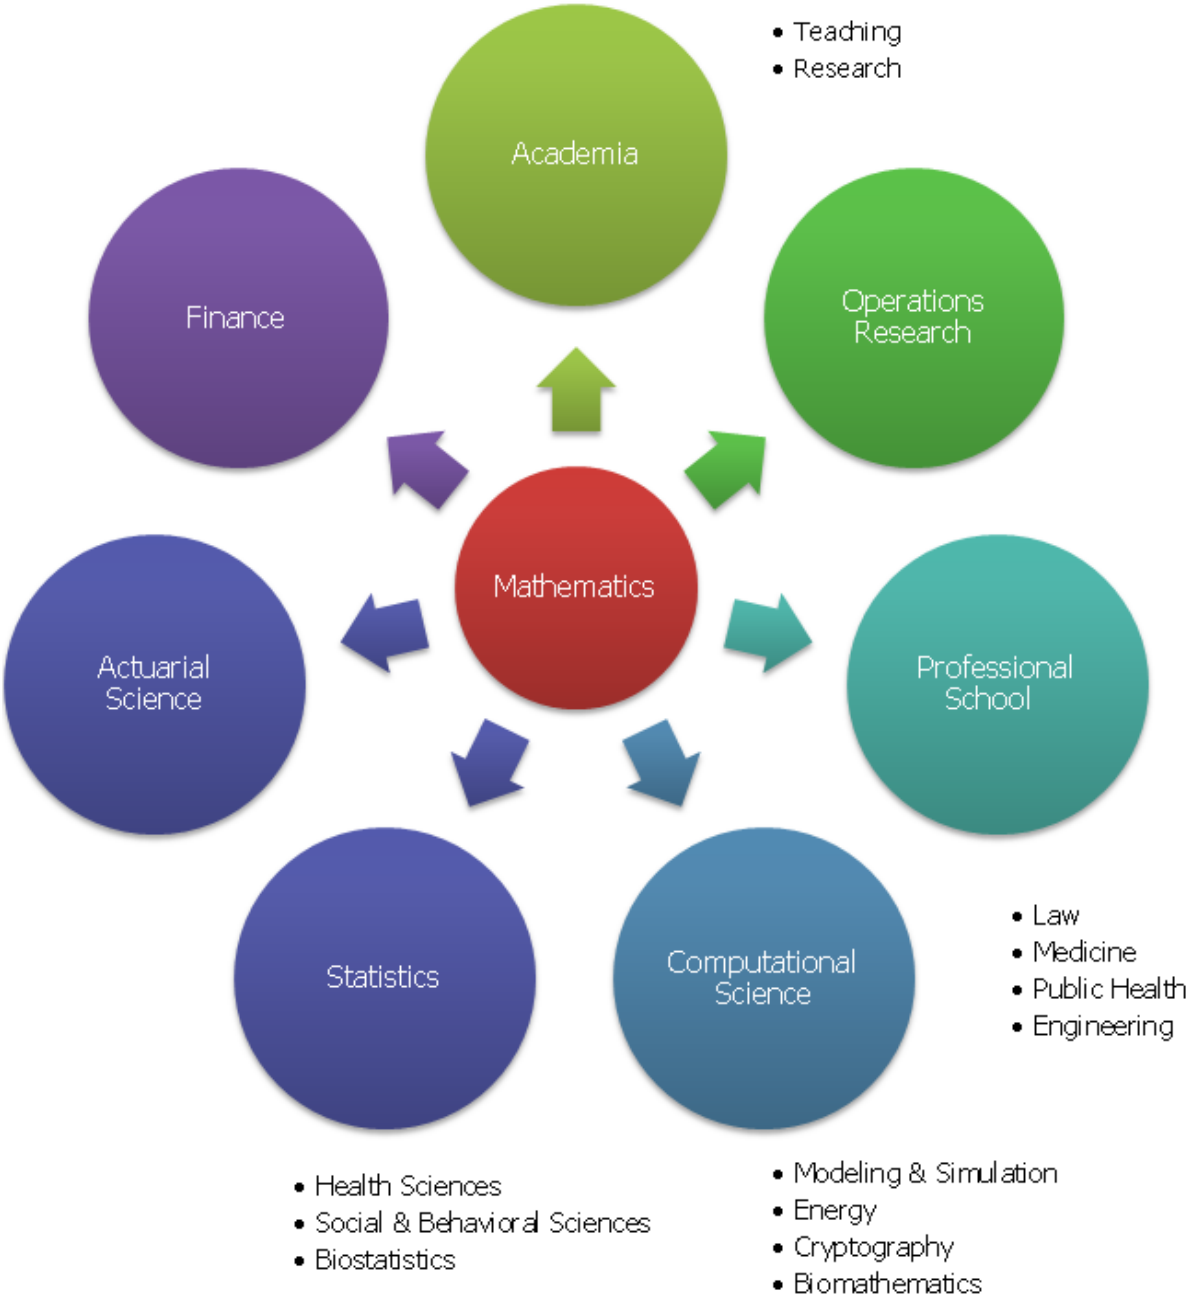 • Teaching
• Research
Academia
Finance
Operations
Research
Mathematics
Actuarial
Science
Professional
School
Statistics
Computational
Science
• Law
• Medicine
• Public Health
• Engineering
• Health Sciences
• Social & Behavioral Sciences
• Biostatistics
• Modeling & Simulation
• Energy
• Cryptography
• Biomathematics